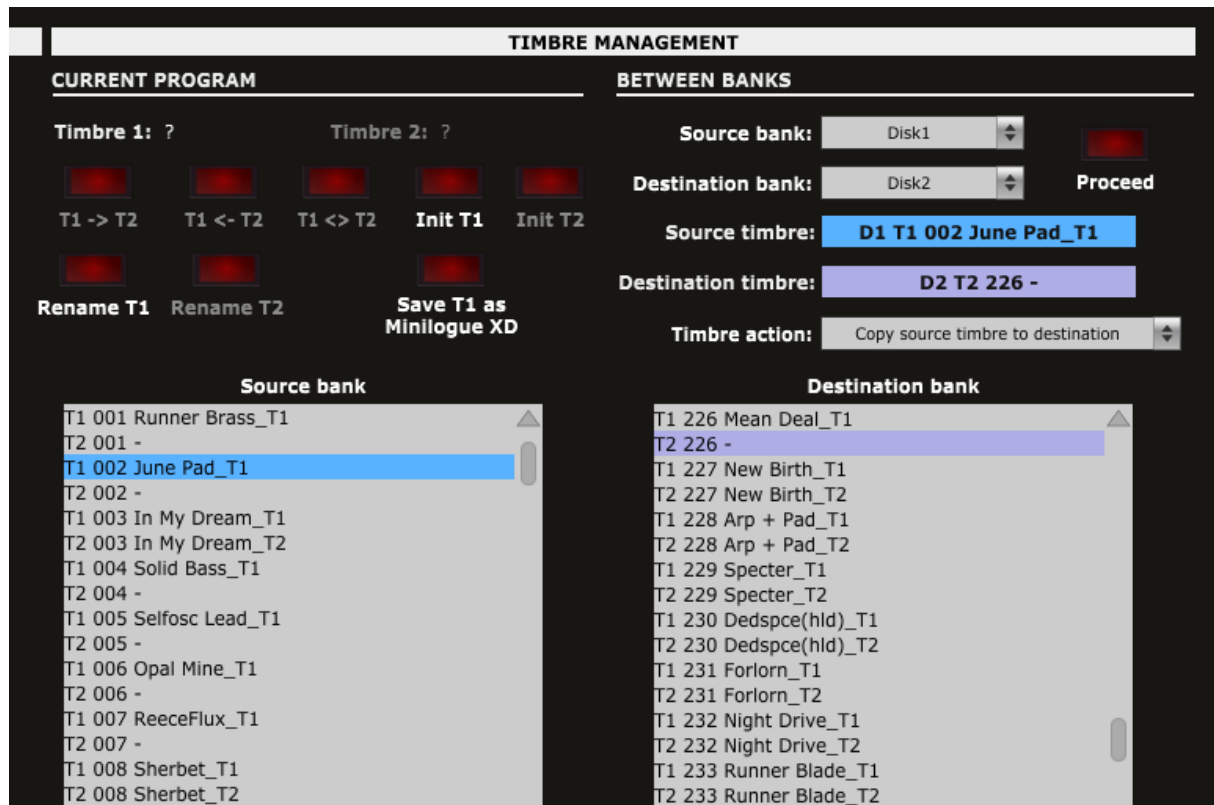 TIMBRE MANAGEMENT
CURRENT PROGRAM
Timbre 1: ?
Timbre 2: ?
T1 -> T2
T1 <- T2
T1 <> T2
Init T1
Init T2
Rename T1
Rename T2
Save T1 as
Minilogue XD
BETWEEN BANKS
Source bank:
Disk1
Destination bank:
Disk2
Proceed
Source timbre:
D1 T1 002 June Pad_T1
Destination timbre:
D2 T2 226 -
Timbre action:
Copy source timbre to destination
Source bank
T1 001 Runner Brass_T1
T2 001 -
T1 002 June Pad_T1
T2 002 -
T1 003 In My Dream_T1
T2 003 In My Dream_T2
T1 004 Solid Bass_T1
T2 004 -
T1 005 Selfosc Lead_T1
T2 005 -
T1 006 Opal Mine_T1
T2 006 -
T1 007 ReeceFlux_T1
T2 007 -
T1 008 Sherbet_T1
T2 008 Sherbet_T2
Destination bank
T1 226 Mean Deal_T1
T2 226 -
T1 227 New Birth_T1
T2 227 New Birth_T2
T1 228 Arp + Pad_T1
T2 228 Arp + Pad_T2
T1 229 Specter_T1
T2 229 Specter_T2
T1 230 Dedspce(hld)_T1
T2 230 Dedspce(hld)_T2
T1 231 Forlorn_T1
T2 231 Forlorn_T2
T1 232 Night Drive_T1
T2 232 Night Drive_T2
T1 233 Runner Blade_T1
T2 233 Runner Blade_T2